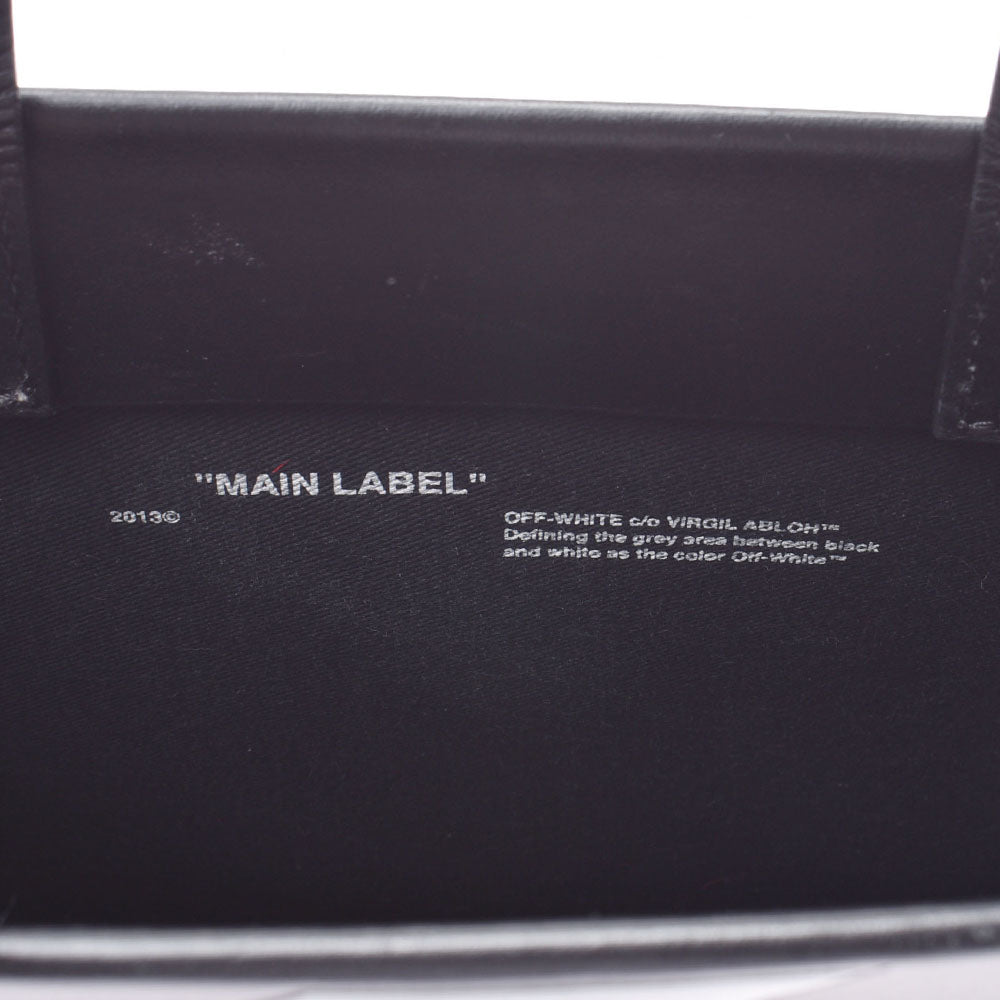 "MAIN LABEL"
2013©
OFF-WHITE c/o VIRGIL ABLOH™
Defining the grey area between black
and white as the color Off-White™